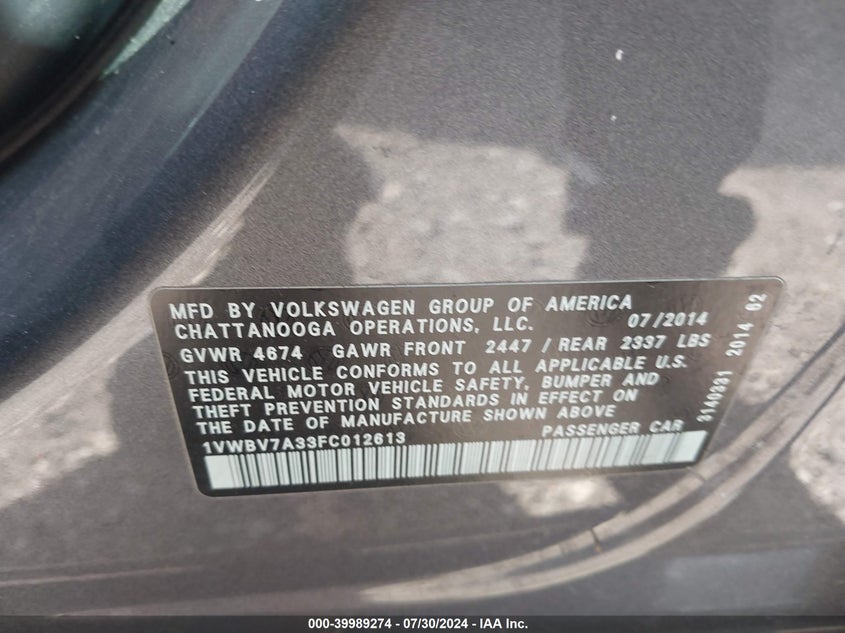 MFD BY VOLKSWAGEN GROUP OF AMERICA
CHATTANOOGA OPERATIONS, LLC. 07/2014
GVWR 4674 GAWR FRONT 2447 / REAR 2337 LBS
THIS VEHICLE CONFORMS TO ALL APPLICABLE U.S.
FEDERAL MOTOR VEHICLE SAFETY, BUMPER AND
THEFT PREVENTION STANDARDS IN EFFECT ON
THE DATE OF MANUFACTURE SHOWN ABOVE
1VWBV7A33FC012613 PASSENGER CAR
3140931 2014 62
000-39989274 / 07/30/2024 - IAA Inc.